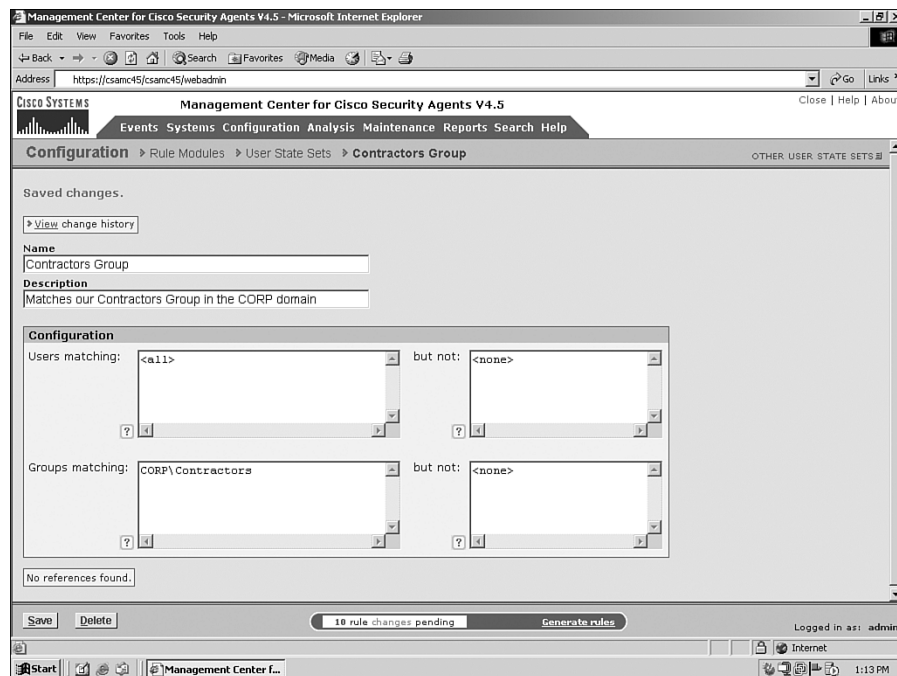 Management Center for Cisco Security Agents V4.5 - Microsoft Internet Explorer
File Edit View Favorites Tools Help
Back Search Favorites Media
Address https://csamc45/csamc45/webadmin Go Links
CISCO SYSTEMS
Management Center for Cisco Security Agents V4.5
Close | Help | About
Events Systems Configuration Analysis Maintenance Reports Search Help
Configuration Rule Modules User State Sets Contractors Group
OTHER USER STATE SETS
Saved changes.
View change history
Name
Contractors Group
Description
Matches our Contractors Group in the CORP domain
Configuration
Users matching: <all> but not: <none>
?
?
Groups matching: CORP\Contractors but not: <none>
?
?
No references found.
Save Delete 10 rule changes pending Generate rules Logged in as: admin
Internet
Start Management Center f... 1:13 PM